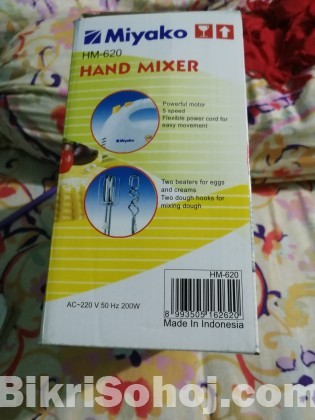 Miyako
HM-620
HAND MIXER
Powerful motor
5 speed
Flexible power cord for
easy movement
Two beaters for eggs
and creams
Two dough hooks for
mixing dough
HM-620
8 993505 162620
AC~220 V 50 Hz 200W
Made In Indonesia
BikriSohoj.com